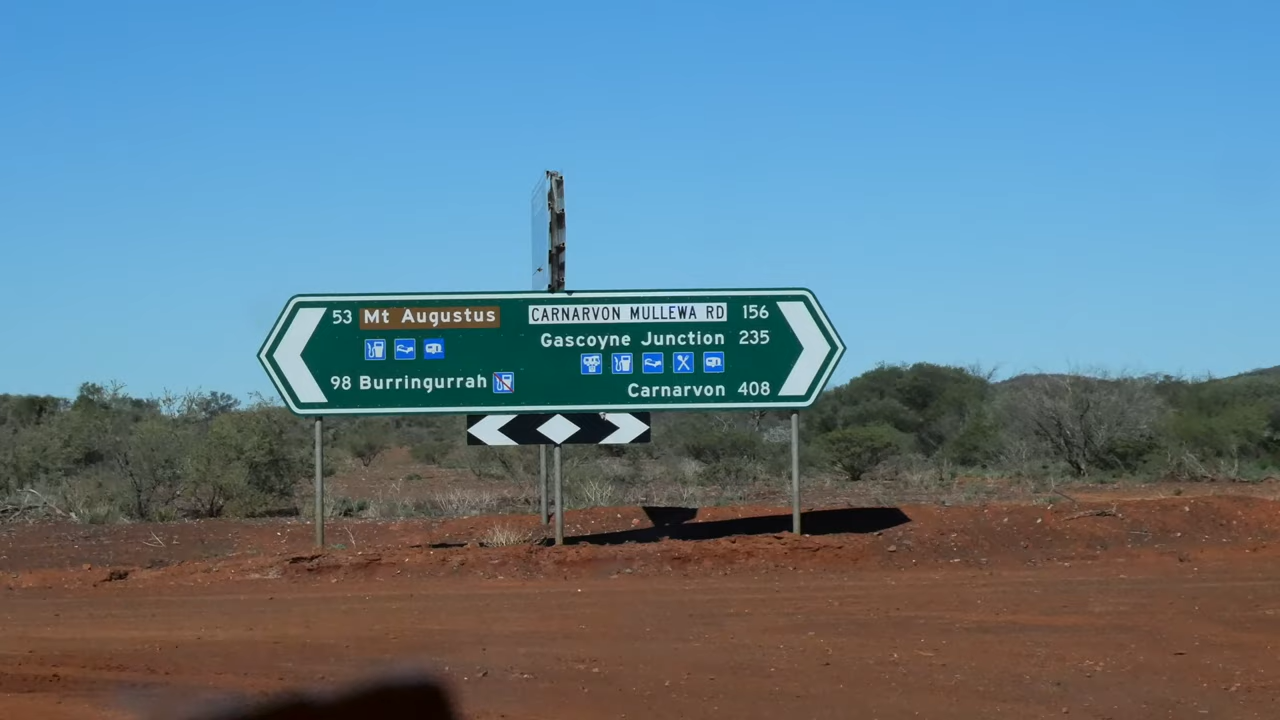 53 Mt Augustus
98 Burringurrah
CARNARVON MULLEWA RD 156
Gascoyne Junction 235
Carnarvon 408